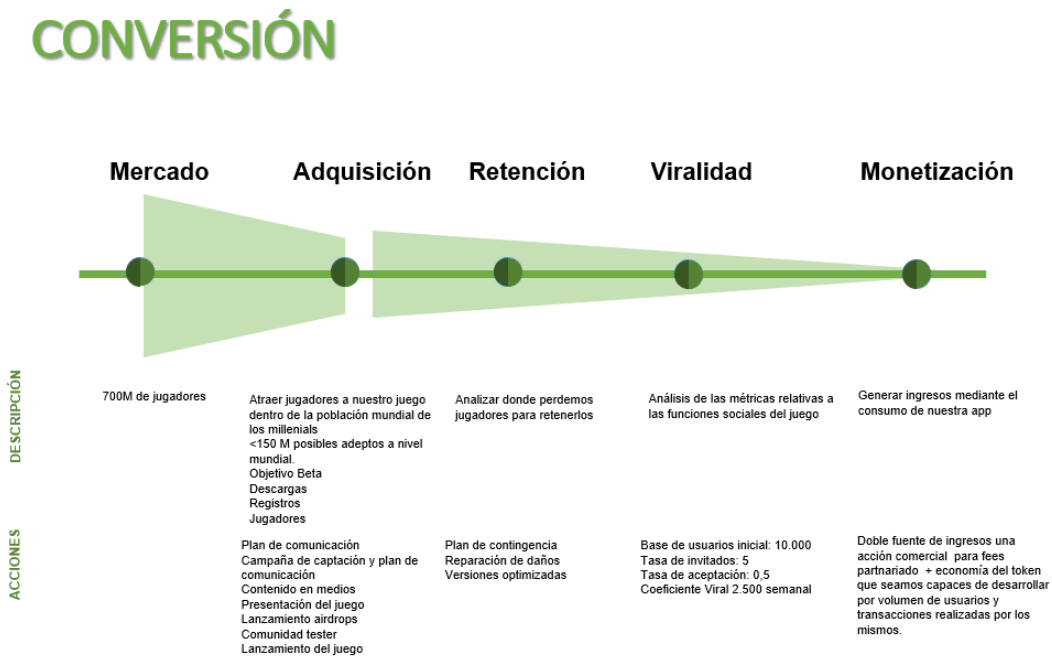 CONVERSIÓN
Mercado
Adquisición
Retención
Viralidad
Monetización
DESCRIPCIÓN
700M de jugadores
Atraer jugadores a nuestro juego
dentro de la población mundial de
los millenials
<150 M posibles adeptos a nivel
mundial.
Objetivo Beta
Descargas
Registros
Jugadores
Analizar donde perdemos
jugadores para retenerlos
Análisis de las métricas relativas a
las funciones sociales del juego
Generar ingresos mediante el
consumo de nuestra app
ACCIONES
Plan de comunicación
Campaña de captación y plan de
comunicación
Contenido en medios
Presentación del juego
Lanzamiento airdrops
Comunidad tester
Lanzamiento del juego
Plan de contingencia
Reparación de daños
Versiones optimizadas
Base de usuarios inicial: 10.000
Tasa de invitados: 5
Tasa de aceptación: 0,5
Coeficiente Viral 2.500 semanal
Doble fuente de ingresos una
acción comercial para fees
partnariado + economía del token
que seamos capaces de desarrollar
por volumen de usuarios y
transacciones realizadas por los
mismos.